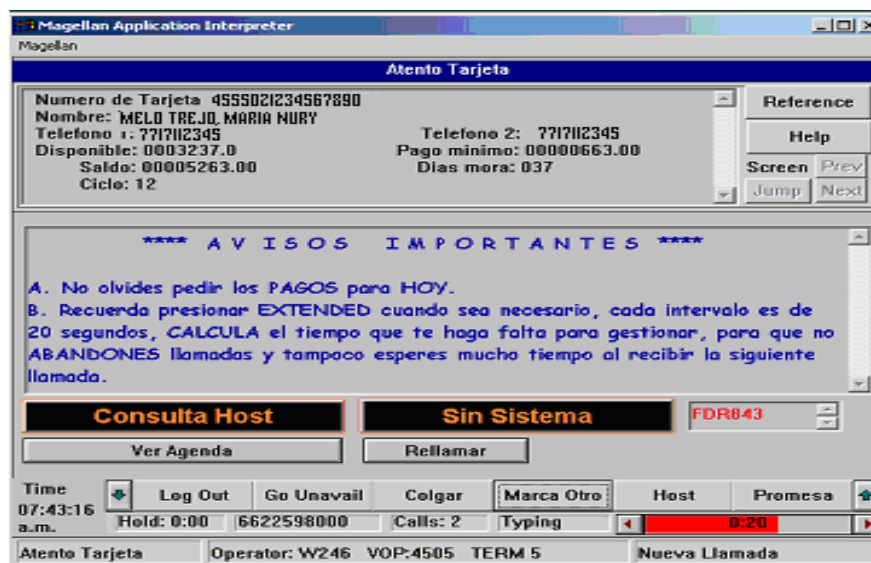 Magellan Application Interpreter
Magellan
Atento Tarjeta
Numero de Tarjeta 4555021234567890
Nombre: MELO TREJO, MARIA NURY
Telefono 1: 7717112345 Telefono 2: 7717112345
Disponible: 0003237.0 Pago minimo: 00000663.00
Saldo: 00005263.00 Dias mora: 037
Ciclo: 12
Reference
Help
Screen Prev
Jump Next
**** A V I S O S I M P O R T A N T E S ****
A. No olvides pedir los PAGOS para HOY.
B. Recuerda presionar EXTENDED cuando sea necesario, cada intervalo es de
20 segundos, CALCULA el tiempo que te haga falta para gestionar, para que no
ABANDONES llamadas y tampoco esperes mucho tiempo al recibir la siguiente
llamada.
Consulta Host Sin Sistema FDR843
Ver Agenda Rellamar
Time
07:43:16
a.m.
Log Out Go Unavail Colgar Marca Otro Host Promesa
Hold: 0:00 6622598000 Calls: 2 Typing 0:20
Atento Tarjeta Operator: W246 VOP:4505 TERM 5 Nueva Llamada